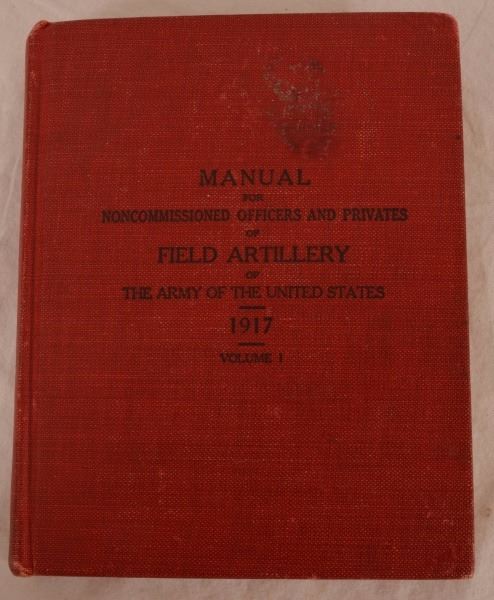 MANUAL
FOR
NONCOMMISSIONED OFFICERS AND PRIVATES
OF
FIELD ARTILLERY
OF
THE ARMY OF THE UNITED STATES
1917
VOLUME I